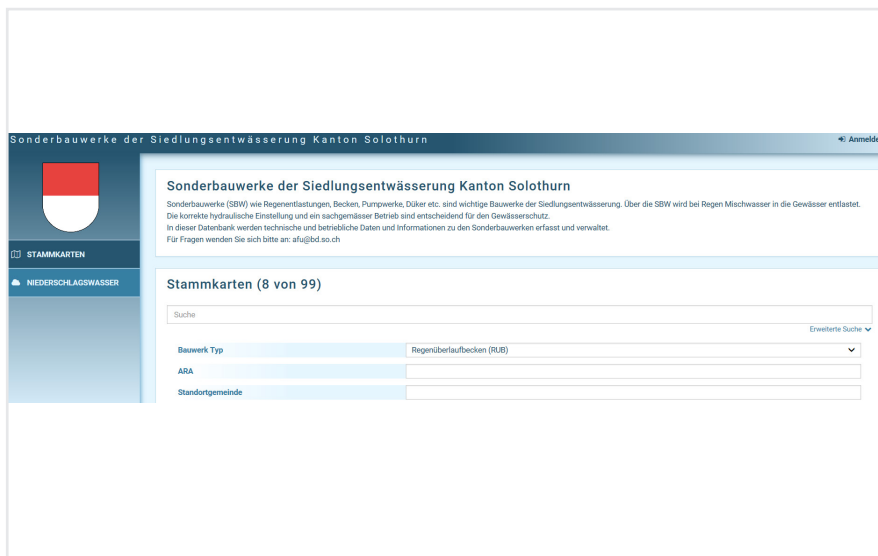 Sonderbauwerke der Siedlungsentwässerung Kanton Solothurn
Anmelde
Sonderbauwerke der Siedlungsentwässerung Kanton Solothurn
Sonderbauwerke (SBW) wie Regenentlastungen, Becken, Pumpwerke, Düker etc. sind wichtige Bauwerke der Siedlungsentwässerung. Über die SBW wird bei Regen Mischwasser in die Gewässer entlastet.
Die korrekte hydraulische Einstellung und ein sachgemässer Betrieb sind entscheidend für den Gewässerschutz.
In dieser Datenbank werden technische und betriebliche Daten und Informationen zu den Sonderbauwerken erfasst und verwaltet.
Für Fragen wenden Sie sich bitte an: afu@bd.so.ch
STAMMKARTEN
NIEDERSCHLAGSWASSER
Stammkarten (8 von 99)
Suche
Erweiterte Suche
Bauwerk Typ
Regenüberlaufbecken (RUB)
ARA
Standortgemeinde